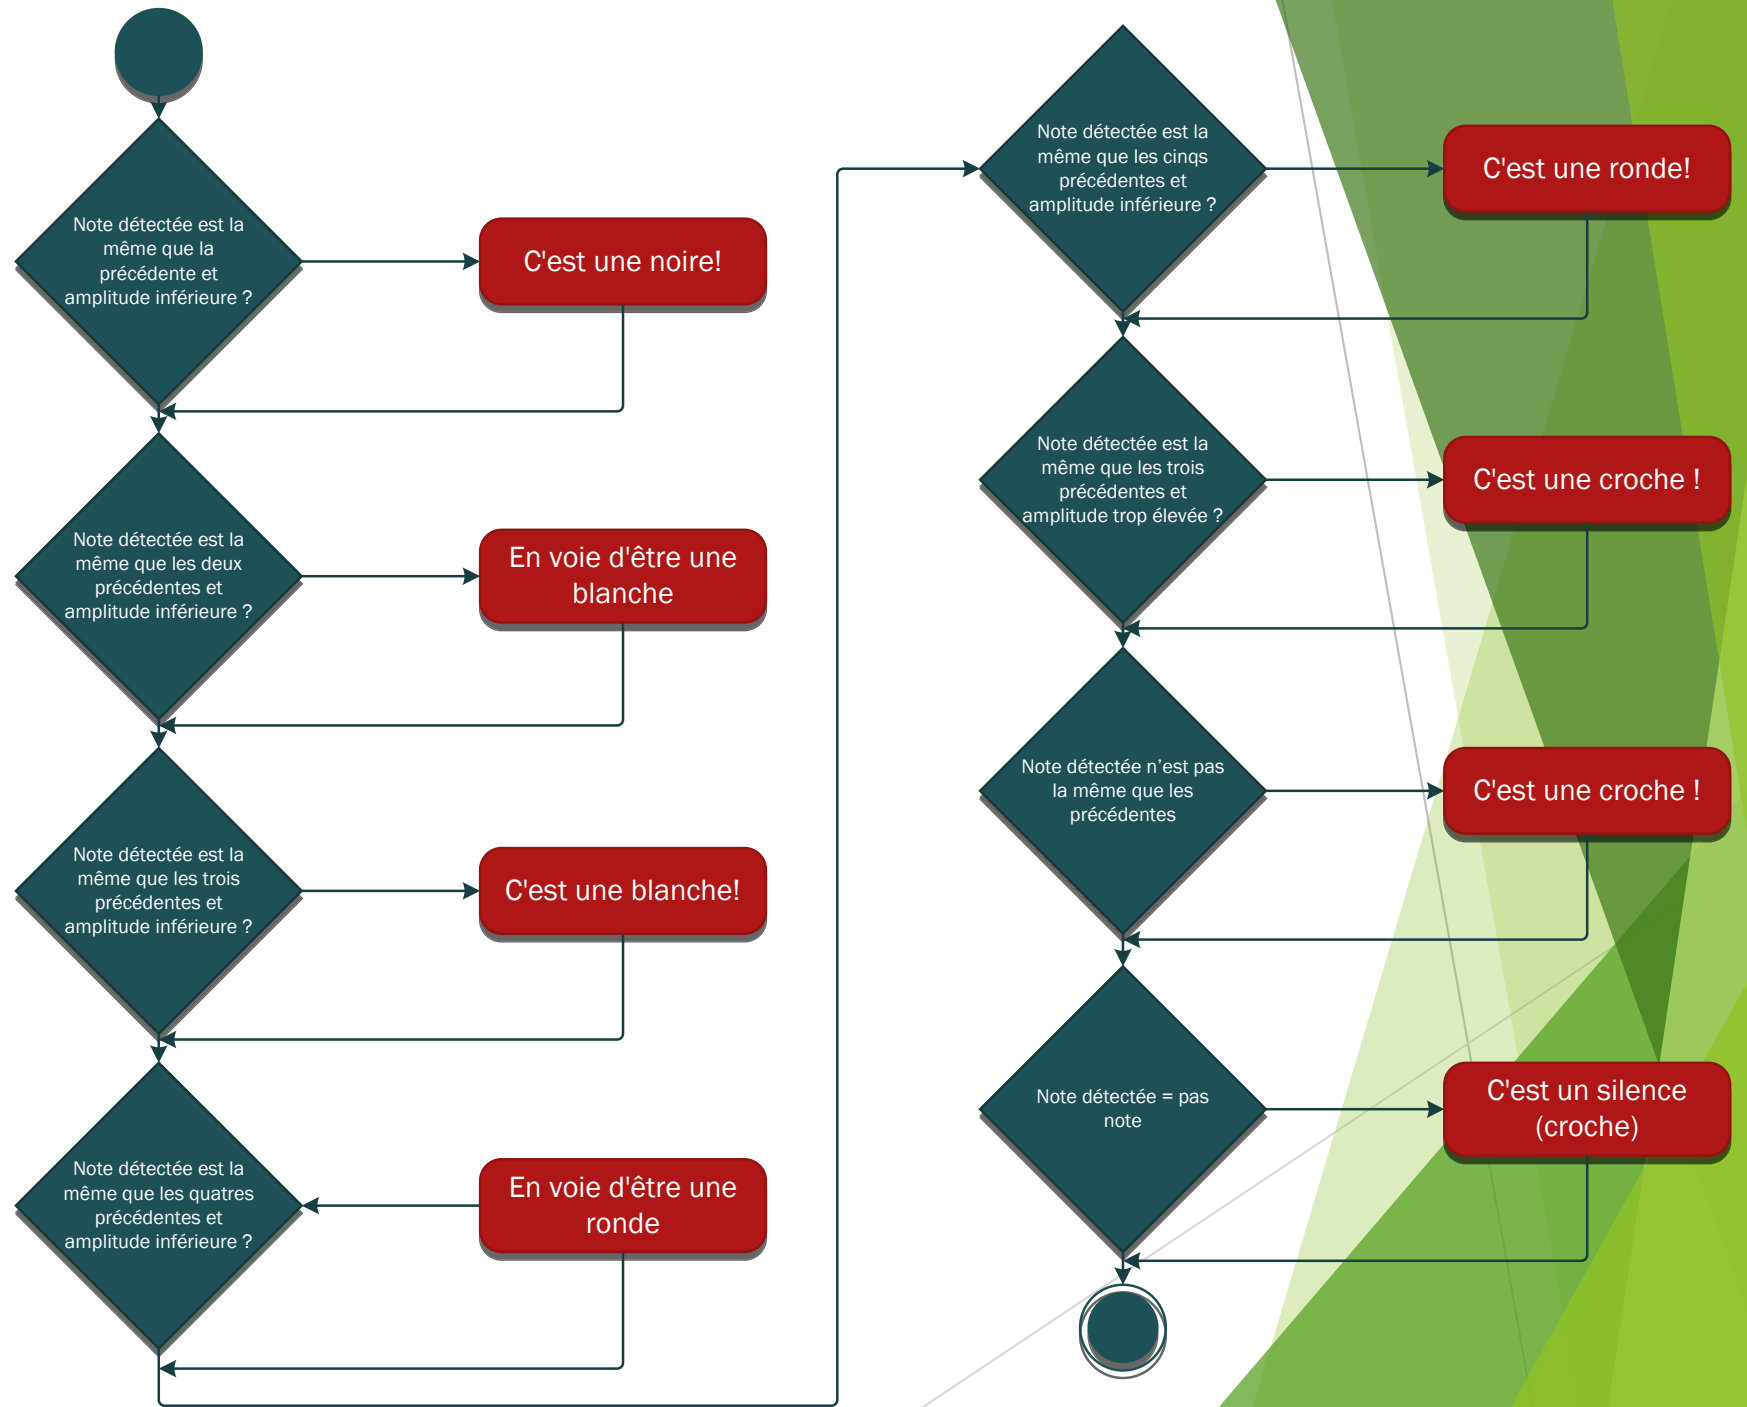 Note détectée est la
même que la
précédente et
amplitude inférieure ?
C'est une noire!
Note détectée est la
même que les deux
précédentes et
amplitude inférieure ?
En voie d'être une
blanche
Note détectée est la
même que les trois
précédentes et
amplitude inférieure ?
C'est une blanche!
Note détectée est la
même que les quatres
précédentes et
amplitude inférieure ?
En voie d'être une
ronde
Note détectée est la
même que les cinqs
précédentes et
amplitude inférieure ?
C'est une ronde!
Note détectée est la
même que les trois
précédentes et
amplitude trop élevée ?
C'est une croche !
Note détectée n’est pas
la même que les
précédentes
C'est une croche !
Note détectée = pas
note
C'est un silence
(croche)